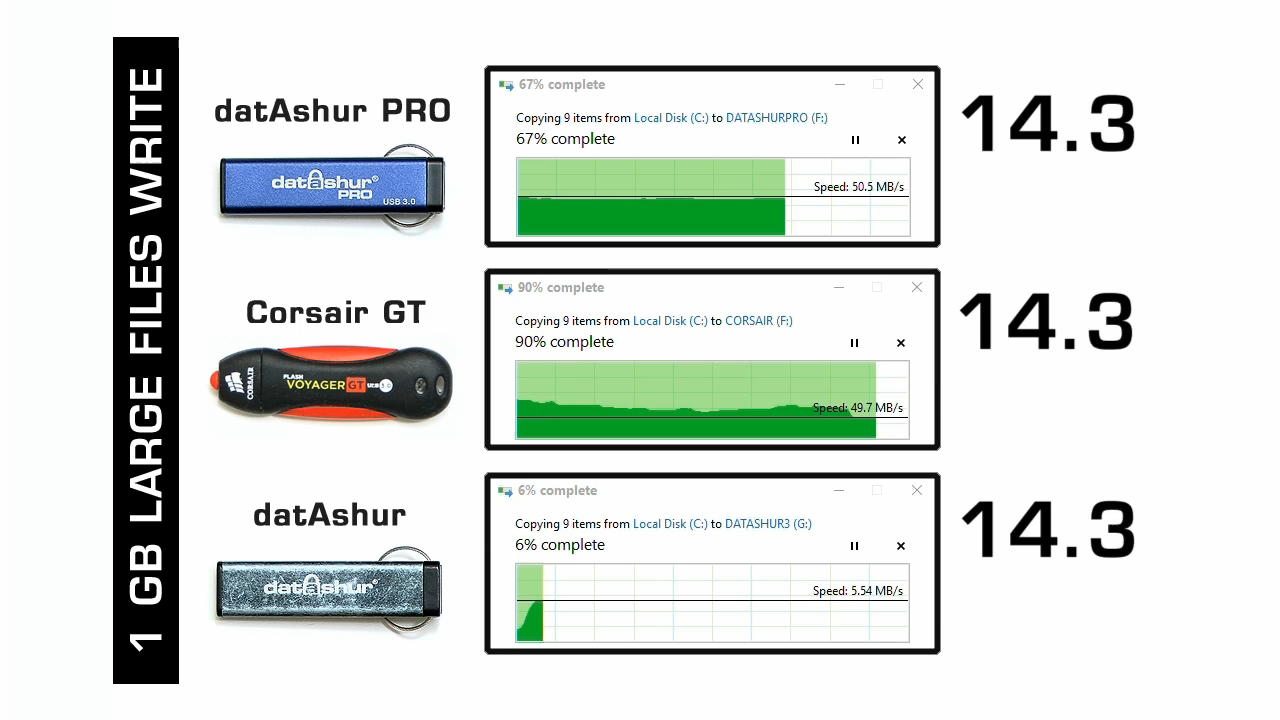 1 GB LARGE FILES WRITE
datAshur PRO
datAshur®
PRO
USB 3.0
67% complete
Copying 9 items from Local Disk (C:) to DATASHURPRO (F:)
67% complete
Speed: 50.5 MB/s
14.3
Corsair GT
CORSAIR
FLASH
VOYAGER GT USB 3.0
90% complete
Copying 9 items from Local Disk (C:) to CORSAIR (F:)
90% complete
Speed: 49.7 MB/s
14.3
datAshur
datAshur®
6% complete
Copying 9 items from Local Disk (C:) to DATASHUR3 (G:)
6% complete
Speed: 5.54 MB/s
14.3